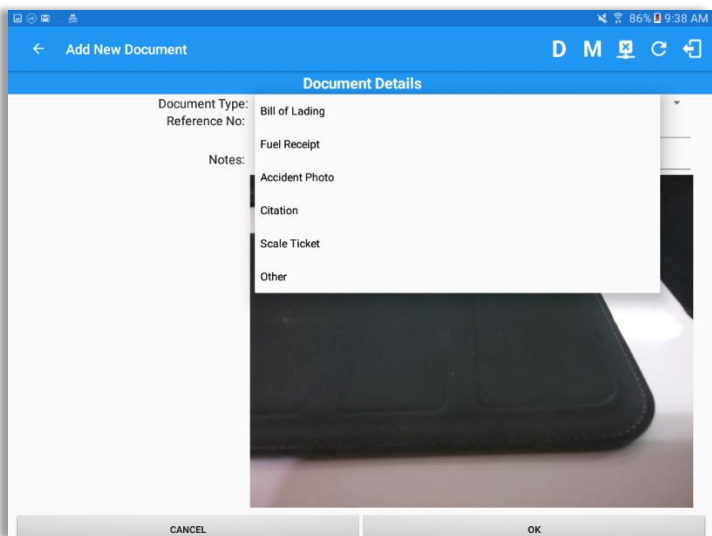 86% 9:38 AM
Add New Document
D M
Document Details
Document Type:
Bill of Lading
Reference No:
Fuel Receipt
Notes:
Accident Photo
Citation
Scale Ticket
Other
CANCEL
OK